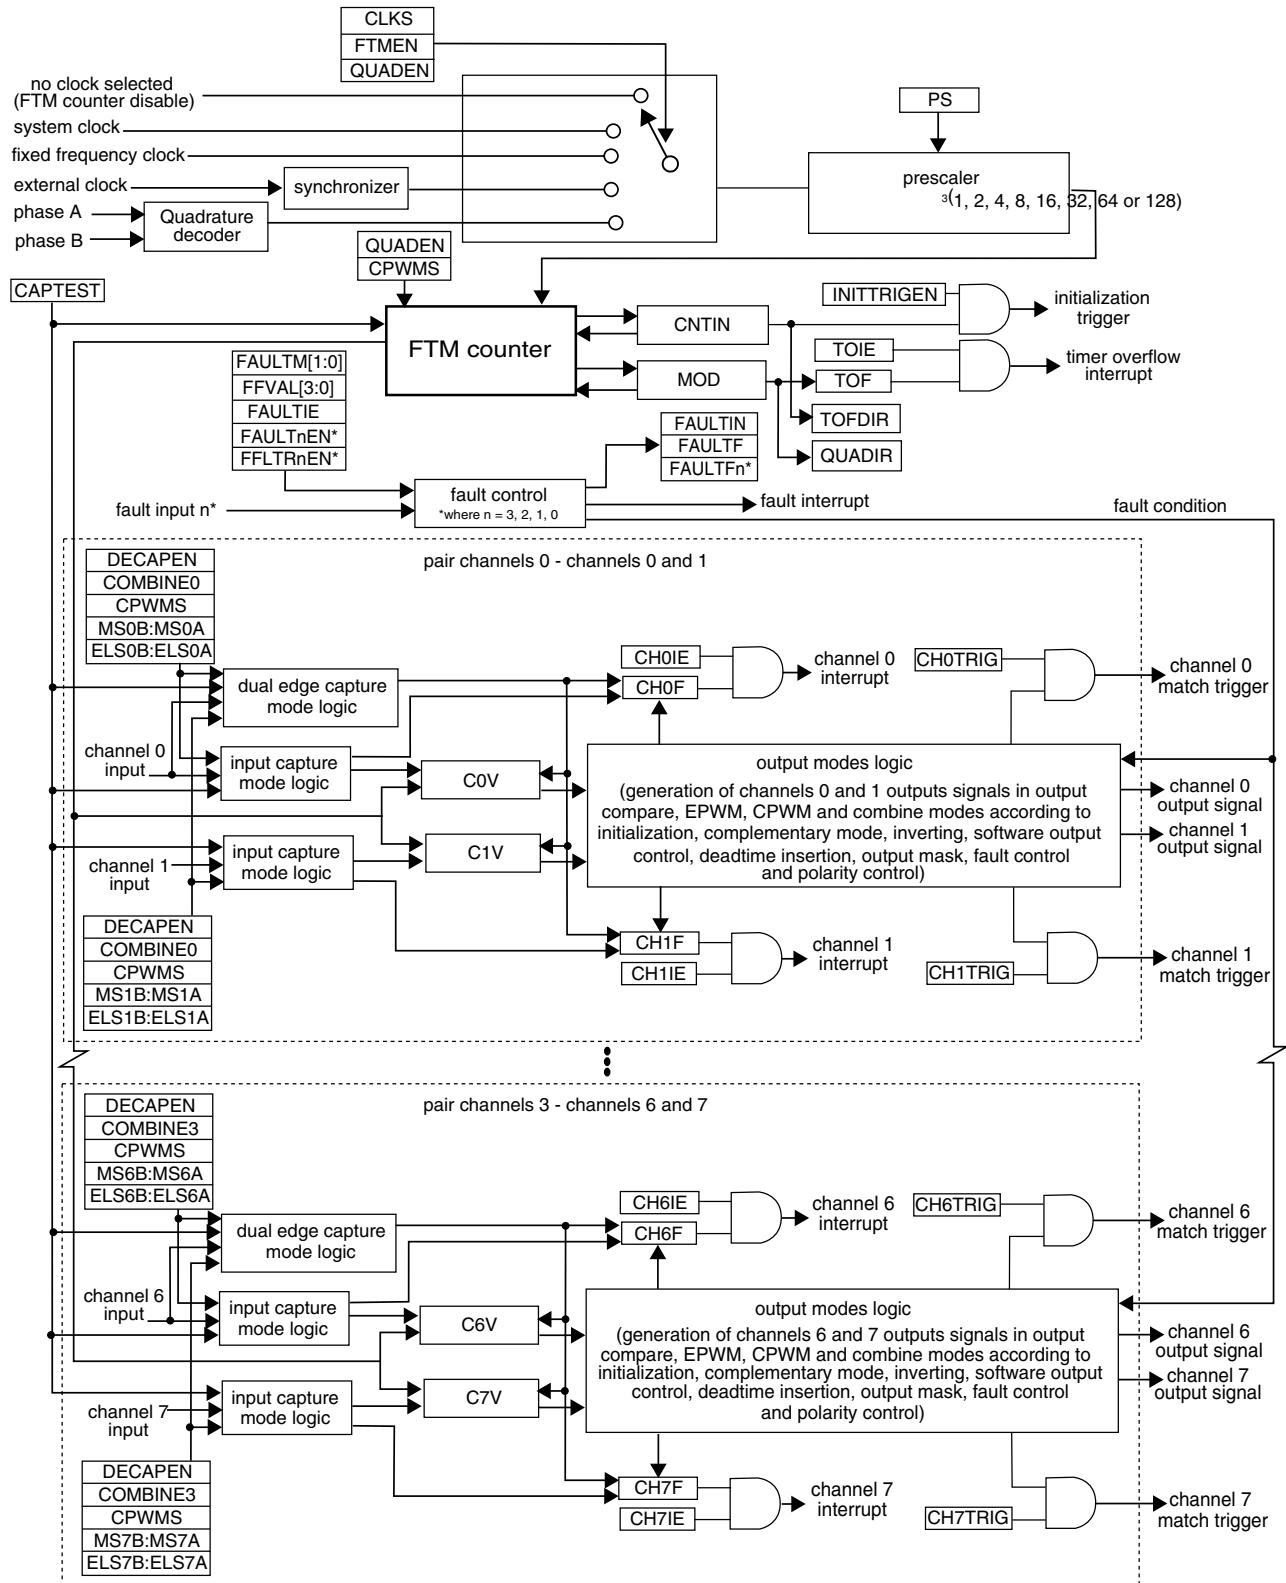 CLKS
FTMEN
QUADEN
no clock selected
(FTM counter disable)
system clock
fixed frequency clock
external clock
synchronizer
phase A
phase B
Quadrature
decoder
PS
prescaler
3(1, 2, 4, 8, 16, 32, 64 or 128)
QUADEN
CPWMS
CAPTEST
FTM counter
CNTIN
MOD
INITTRIGEN
initialization
trigger
TOIE
TOF
timer overflow
interrupt
TOFDIR
QUADIR
FAULTM[1:0]
FFVAL[3:0]
FAULTIE
FAULTnEN*
FFLTRnEN*
FAULTIN
FAULTF
FAULTFn*
fault input n*
fault control
*where n = 3, 2, 1, 0
fault interrupt
fault condition
pair channels 0 - channels 0 and 1
DECAPEN
COMBINE0
CPWMS
MS0B:MS0A
ELS0B:ELS0A
dual edge capture
mode logic
channel 0
input
input capture
mode logic
C0V
CH0IE
CH0F
channel 0
interrupt
CH0TRIG
channel 0
match trigger
output modes logic
(generation of channels 0 and 1 outputs signals in output
compare, EPWM, CPWM and combine modes according to
initialization, complementary mode, inverting, software output
control, deadtime insertion, output mask, fault control
and polarity control)
channel 0
output signal
channel 1
output signal
channel 1
input
input capture
mode logic
C1V
DECAPEN
COMBINE0
CPWMS
MS1B:MS1A
ELS1B:ELS1A
CH1F
CH1IE
channel 1
interrupt
CH1TRIG
channel 1
match trigger
pair channels 3 - channels 6 and 7
DECAPEN
COMBINE3
CPWMS
MS6B:MS6A
ELS6B:ELS6A
dual edge capture
mode logic
channel 6
input
input capture
mode logic
C6V
CH6IE
CH6F
channel 6
interrupt
CH6TRIG
channel 6
match trigger
output modes logic
(generation of channels 6 and 7 outputs signals in output
compare, EPWM, CPWM and combine modes according to
initialization, complementary mode, inverting, software output
control, deadtime insertion, output mask, fault control
and polarity control)
channel 6
output signal
channel 7
output signal
channel 7
input
input capture
mode logic
C7V
DECAPEN
COMBINE3
CPWMS
MS7B:MS7A
ELS7B:ELS7A
CH7F
CH7IE
channel 7
interrupt
CH7TRIG
channel 7
match trigger